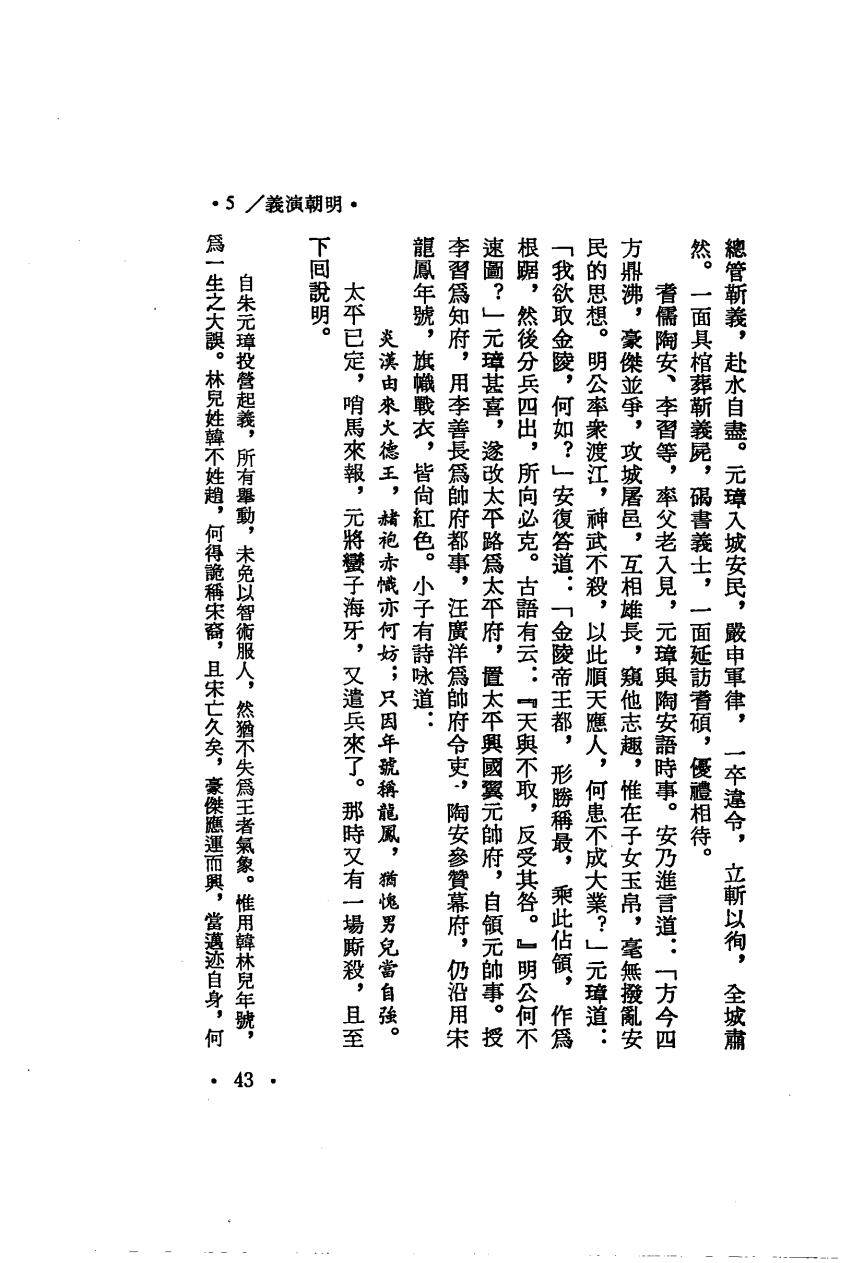 •5／義演朝明•
總管靳義，赴水自盡。元璋入城安民，嚴申軍律，一卒違令，立斬以徇，全城肅
然。一面具棺葬靳義屍，碣書義士，一面延訪耆碩，優禮相待。
耆儒陶安、李習等，率父老入見，元璋與陶安語時事。安乃進言道：「方今四
方鼎沸，豪傑並爭，攻城屠邑，互相雄長，窺他志趣，惟在子女玉帛，毫無撥亂安
民的思想。明公率衆渡江，神武不殺，以此順天應人，何患不成大業？」元璋道：
「我欲取金陵，何如？」安復答道：「金陵帝王都，形勝稱最，乘此佔領，作爲
根踞，然後分兵四出，所向必克。古語有云：『天與不取，反受其咎。』明公何不
速圖？」元璋甚喜，遂改太平路爲太平府，置太平興國翼元帥府，自領元帥事。授
李習爲知府，用李善長爲帥府都事，汪廣洋爲帥府令吏，陶安參贊幕府，仍沿用宋
龍鳳年號，旗幟戰衣，皆尙紅色。小子有詩咏道：
炎漢由來火德王，赭袍赤幟亦何妨；只因年號稱龍鳳，猶愧男兒當自強。
太平已定，哨馬來報，元將蠻子海牙，又遣兵來了。那時又有一場廝殺，且至
下回說明。
自朱元璋投營起義，所有舉動，未免以智術服人，然猶不失爲王者氣象。惟用韓林兒年號，
爲一生之大誤。林兒姓韓不姓趙，何得詭稱宋裔，且宋亡久矣，豪傑應運而興，當邁迹自身，何
•43•